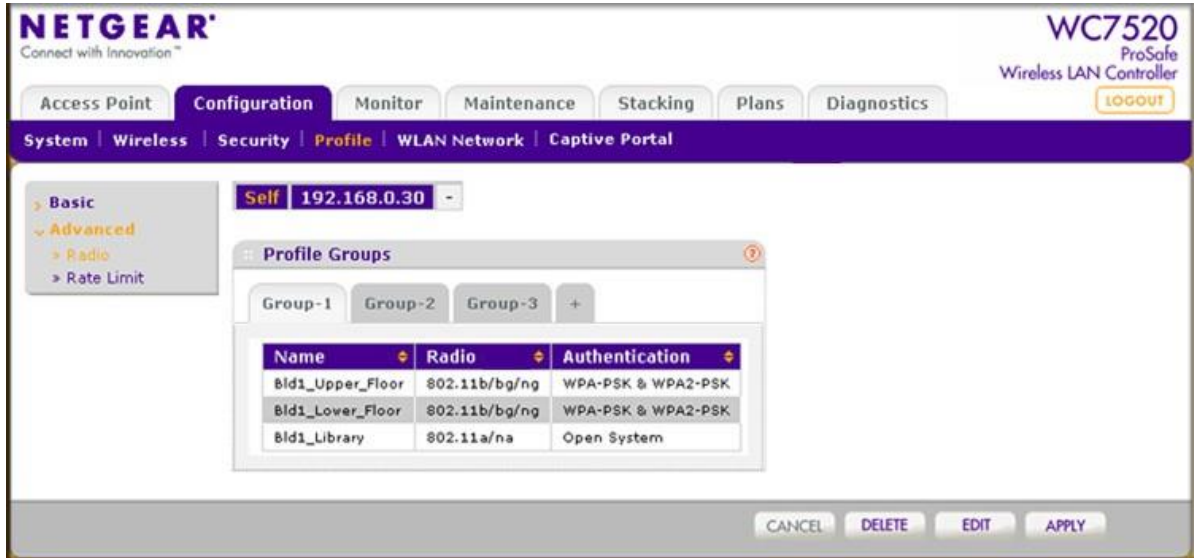 NETGEAR
Connect with Innovation™
WC7520
ProSafe
Wireless LAN Controller
Access Point Configuration Monitor Maintenance Stacking Plans Diagnostics LOGOUT
System | Wireless | Security | Profile | WLAN Network | Captive Portal
Basic
Advanced
» Radio
» Rate Limit
Self 192.168.0.30 -
Profile Groups ?
Group-1 Group-2 Group-3 +
Name Radio Authentication
Bld1_Upper_Floor 802.11b/bg/ng WPA-PSK & WPA2-PSK
Bld1_Lower_Floor 802.11b/bg/ng WPA-PSK & WPA2-PSK
Bld1_Library 802.11a/na Open System
CANCEL DELETE EDIT APPLY